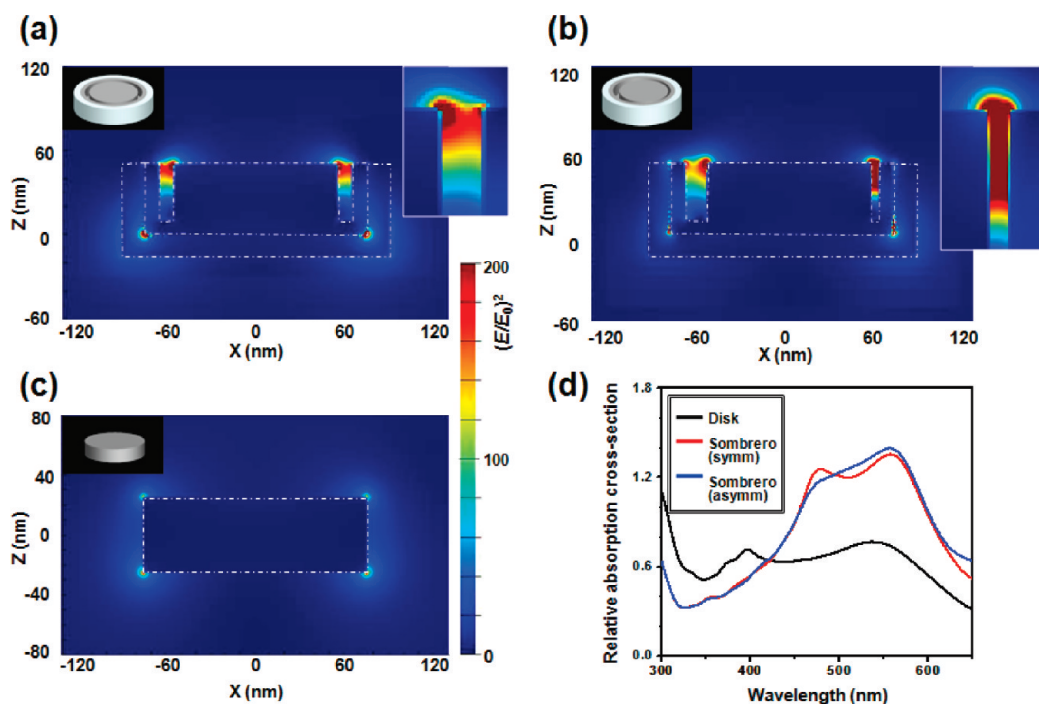 (a)
120
60
0
-60
Z (nm)
-120
-60
0
60
120
X (nm)
200
100
0
(E/E0)²
(b)
120
60
0
-60
Z (nm)
-120
-60
0
60
120
X (nm)
(c)
80
40
0
-40
-80
Z (nm)
-120
-60
0
60
120
X (nm)
(d)
1.8
1.2
0.6
0.0
Relative absorption cross-section
Disk
Sombrero
(symm)
Sombrero
(asymm)
300
400
500
600
Wavelength (nm)